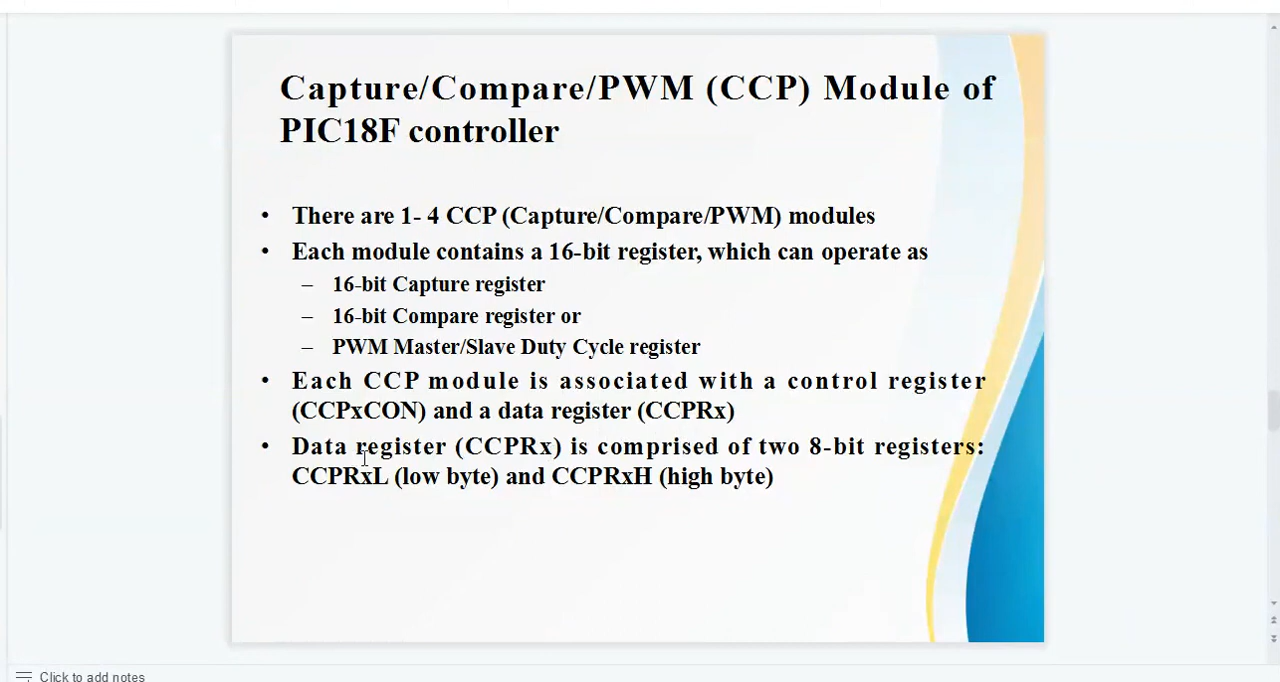 Capture/Compare/PWM (CCP) Module of
PIC18F controller
• There are 1- 4 CCP (Capture/Compare/PWM) modules
• Each module contains a 16-bit register, which can operate as
– 16-bit Capture register
– 16-bit Compare register or
– PWM Master/Slave Duty Cycle register
• Each CCP module is associated with a control register
(CCPxCON) and a data register (CCPRx)
• Data register (CCPRx) is comprised of two 8-bit registers:
CCPRxL (low byte) and CCPRxH (high byte)
Click to add notes